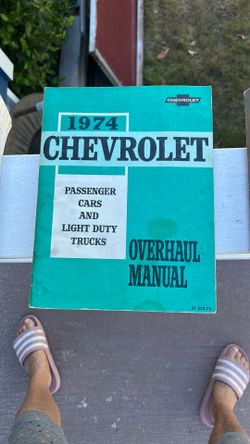 CHEVROLET
1974
CHEVROLET
PASSENGER
CARS
AND
LIGHT DUTY
TRUCKS
OVERHAUL
MANUAL